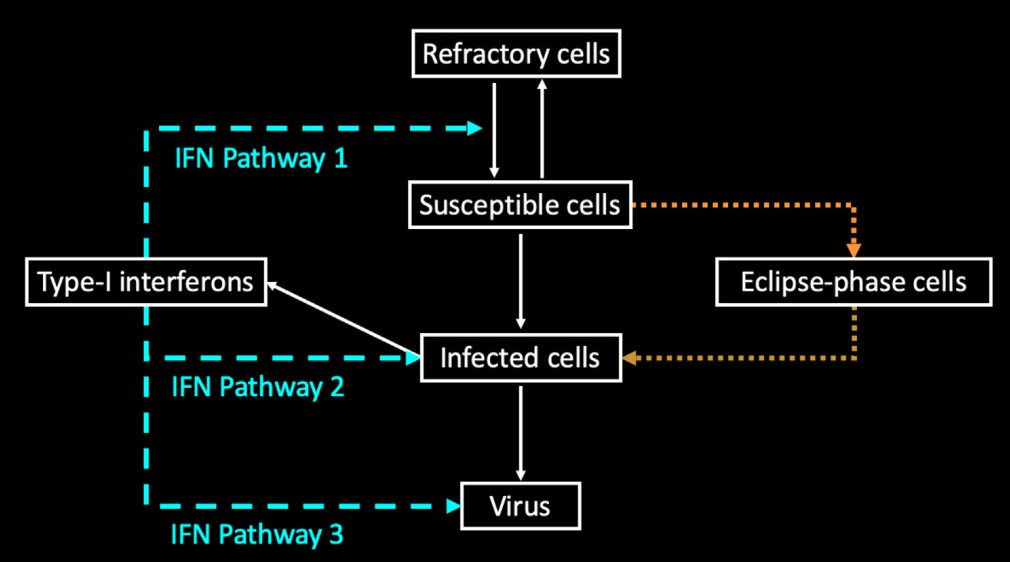 Refractory cells
IFN Pathway 1
Susceptible cells
Type-I interferons
Eclipse-phase cells
Infected cells
IFN Pathway 2
Virus
IFN Pathway 3